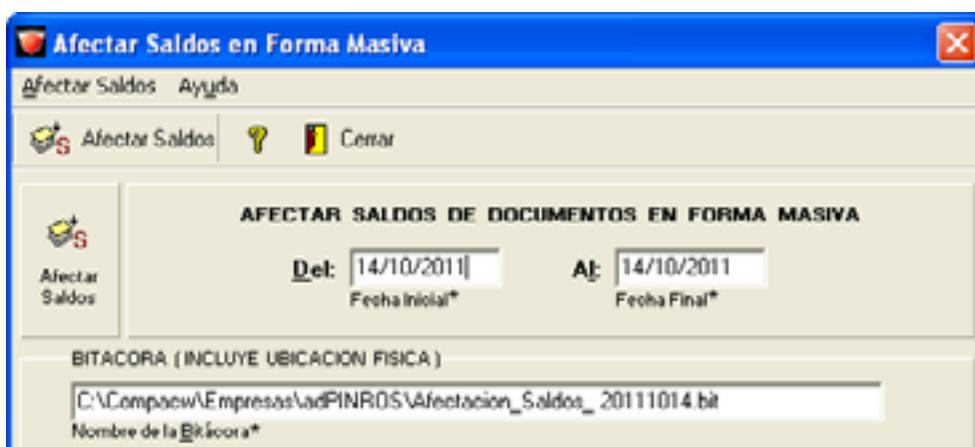 Afectar Saldos en Forma Masiva
Afectar Saldos Ayuda
Afectar Saldos ? Cerrar
AFECTAR SALDOS DE DOCUMENTOS EN FORMA MASIVA
Afectar
Saldos
Del: 14/10/2011 Al: 14/10/2011
Fecha Inicial* Fecha Final*
BITACORA ( INCLUYE UBICACION FISICA )
C:\Compacw\Empresas\adPINROS\Afectacion_Saldos_ 20111014.bit
Nombre de la Bitácora*